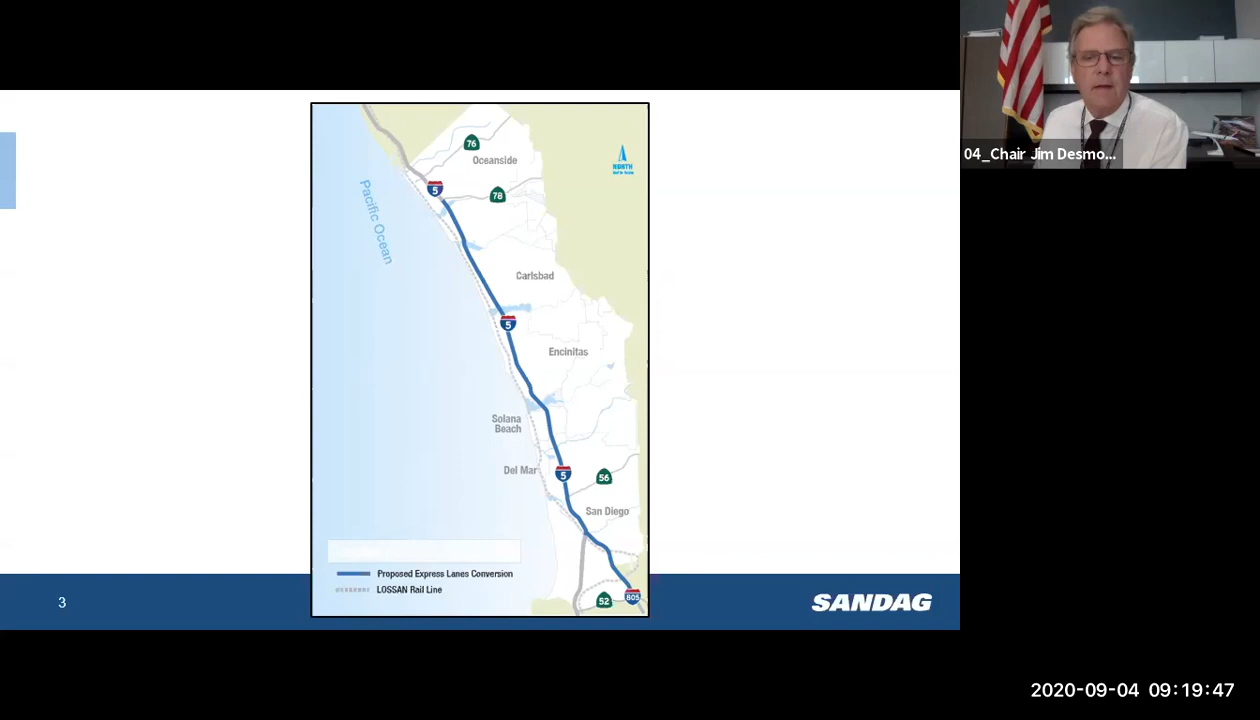 04_Chair Jim Desmo...
76
Oceanside
NORTH
5
78
Pacific Ocean
Carlsbad
5
Encinitas
Solana
Beach
Del Mar
5
56
San Diego
Proposed Express Lanes Conversion
LOSSAN Rail Line
52
805
3
SANDAG
2020-09-04 09:19:47